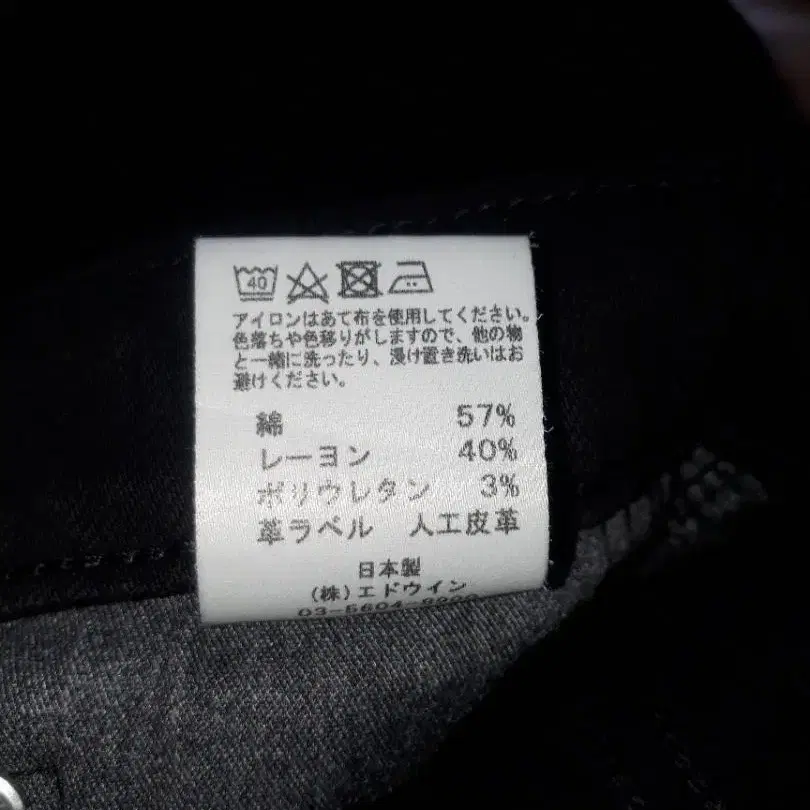 40
アイロンはあて布を使用してください。
色落ちや色移りがしますので、他の物
と一緒に洗ったり、浸け置き洗いはお
避けください。
綿 57%
レーヨン 40%
ポリウレタン 3%
革ラベル 人工皮革
日本製
(株)エドウイン
03-5604-8900